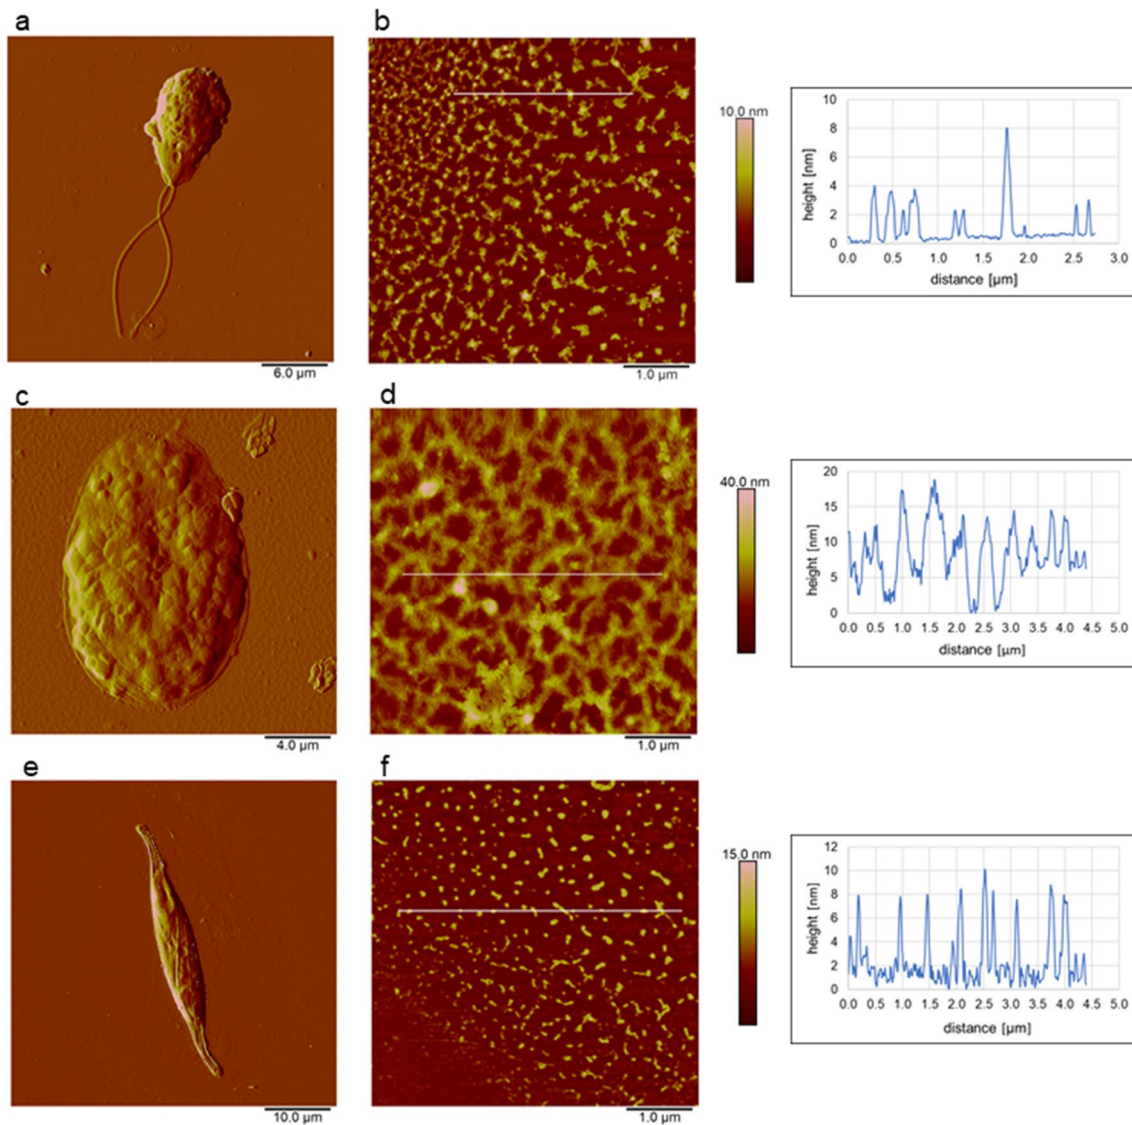 a
b
6.0 µm
1.0 µm
10.0 nm
10
8
6
4
2
0
height [nm]
0.0 0.5 1.0 1.5 2.0 2.5 3.0
distance [µm]
c
d
4.0 µm
1.0 µm
40.0 nm
20
15
10
5
0
height [nm]
0.0 0.5 1.0 1.5 2.0 2.5 3.0 3.5 4.0 4.5 5.0
distance [µm]
e
f
10.0 µm
1.0 µm
15.0 nm
12
10
8
6
4
2
0
height [nm]
0.0 0.5 1.0 1.5 2.0 2.5 3.0 3.5 4.0 4.5 5.0
distance [µm]